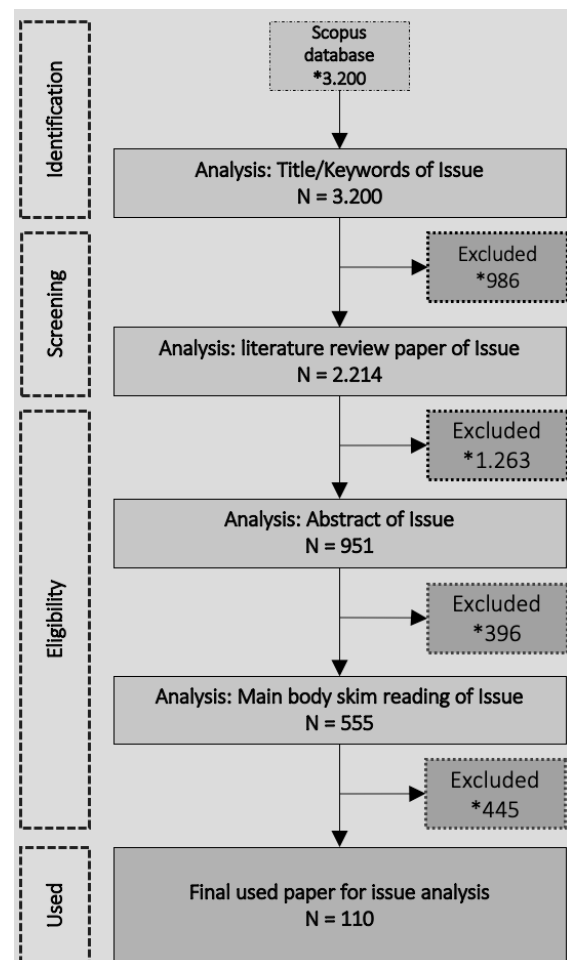 Identification
Scopus
database
*3.200
Analysis: Title/Keywords of Issue
N = 3.200
Screening
Excluded
*986
Analysis: literature review paper of Issue
N = 2.214
Eligibility
Excluded
*1.263
Analysis: Abstract of Issue
N = 951
Excluded
*396
Analysis: Main body skim reading of Issue
N = 555
Excluded
*445
Used
Final used paper for issue analysis
N = 110